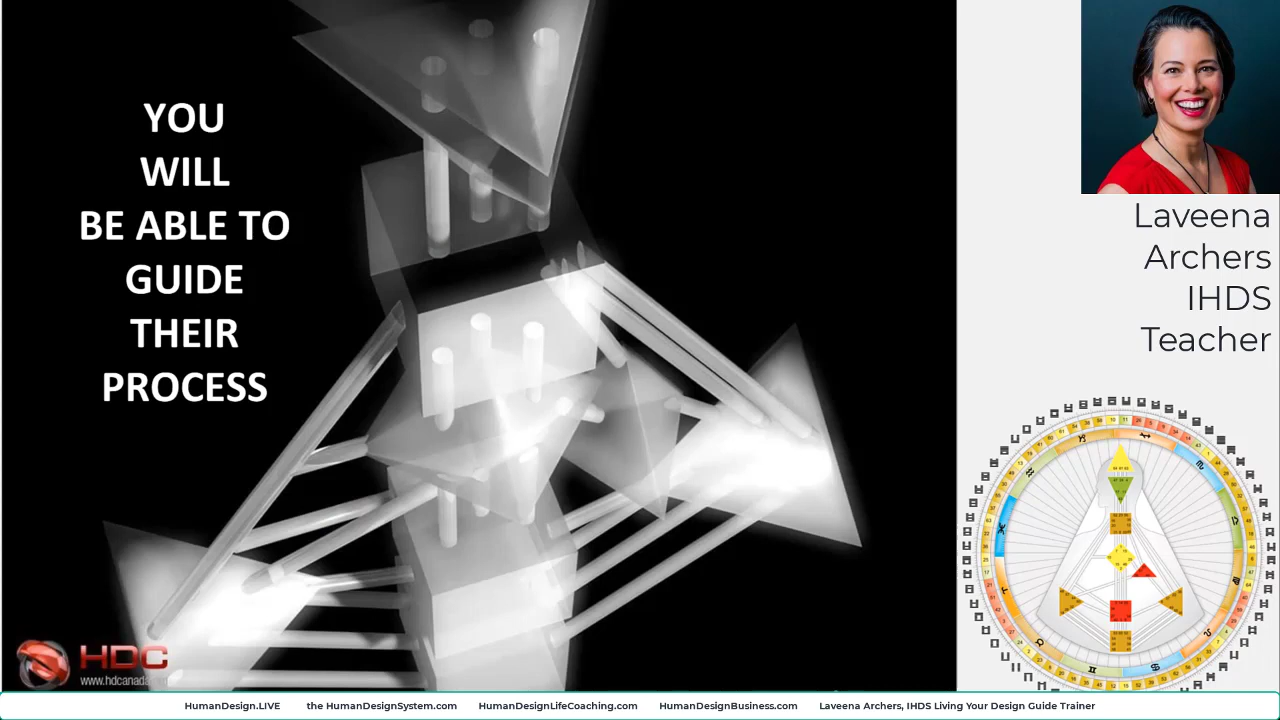 YOU
WILL
BE ABLE TO
GUIDE
THEIR
PROCESS
Laveena
Archers
IHDS
Teacher
HDC
HumanDesign.LIVE the HumanDesignSystem.com HumanDesignLifeCoaching.com HumanDesignBusiness.com Laveena Archers, IHDS Living Your Design Guide Trainer